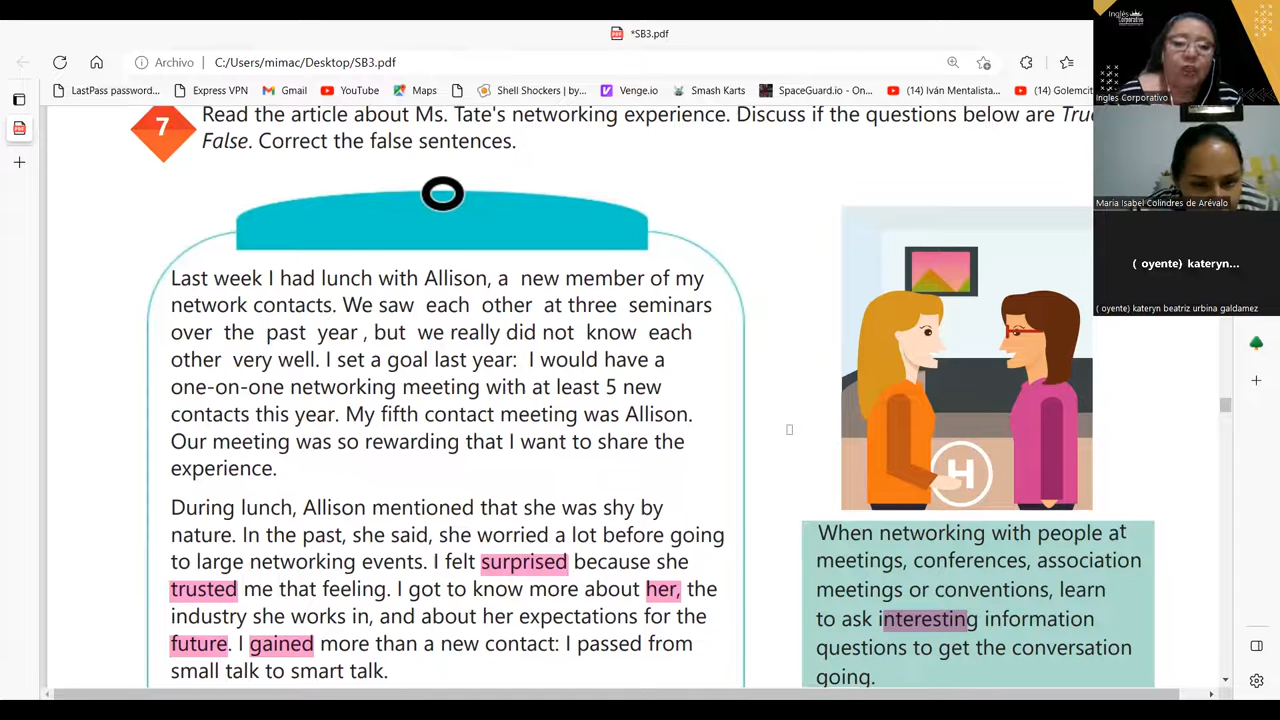 *SB3.pdf
Archivo C:/Users/mimac/Desktop/SB3.pdf
LastPass password... Express VPN Gmail YouTube Maps Shell Shockers | by... Venge.io Smash Karts SpaceGuard.io - On... (14) Iván Mentalista... (14) Golemcit
Inglés Corporativo
Ingles Corporativo
Maria Isabel Colindres de Arévalo
( oyente) kateryn...
( oyente) kateryn beatriz urbina galdamez
7 Read the article about Ms. Tate's networking experience. Discuss if the questions below are True
False. Correct the false sentences.
Last week I had lunch with Allison, a new member of my
network contacts. We saw each other at three seminars
over the past year , but we really did not know each
other very well. I set a goal last year: I would have a
one-on-one networking meeting with at least 5 new
contacts this year. My fifth contact meeting was Allison.
Our meeting was so rewarding that I want to share the
experience.
During lunch, Allison mentioned that she was shy by
nature. In the past, she said, she worried a lot before going
to large networking events. I felt surprised because she
trusted me that feeling. I got to know more about her, the
industry she works in, and about her expectations for the
future. I gained more than a new contact: I passed from
small talk to smart talk.
H
When networking with people at
meetings, conferences, association
meetings or conventions, learn
to ask interesting information
questions to get the conversation
going.